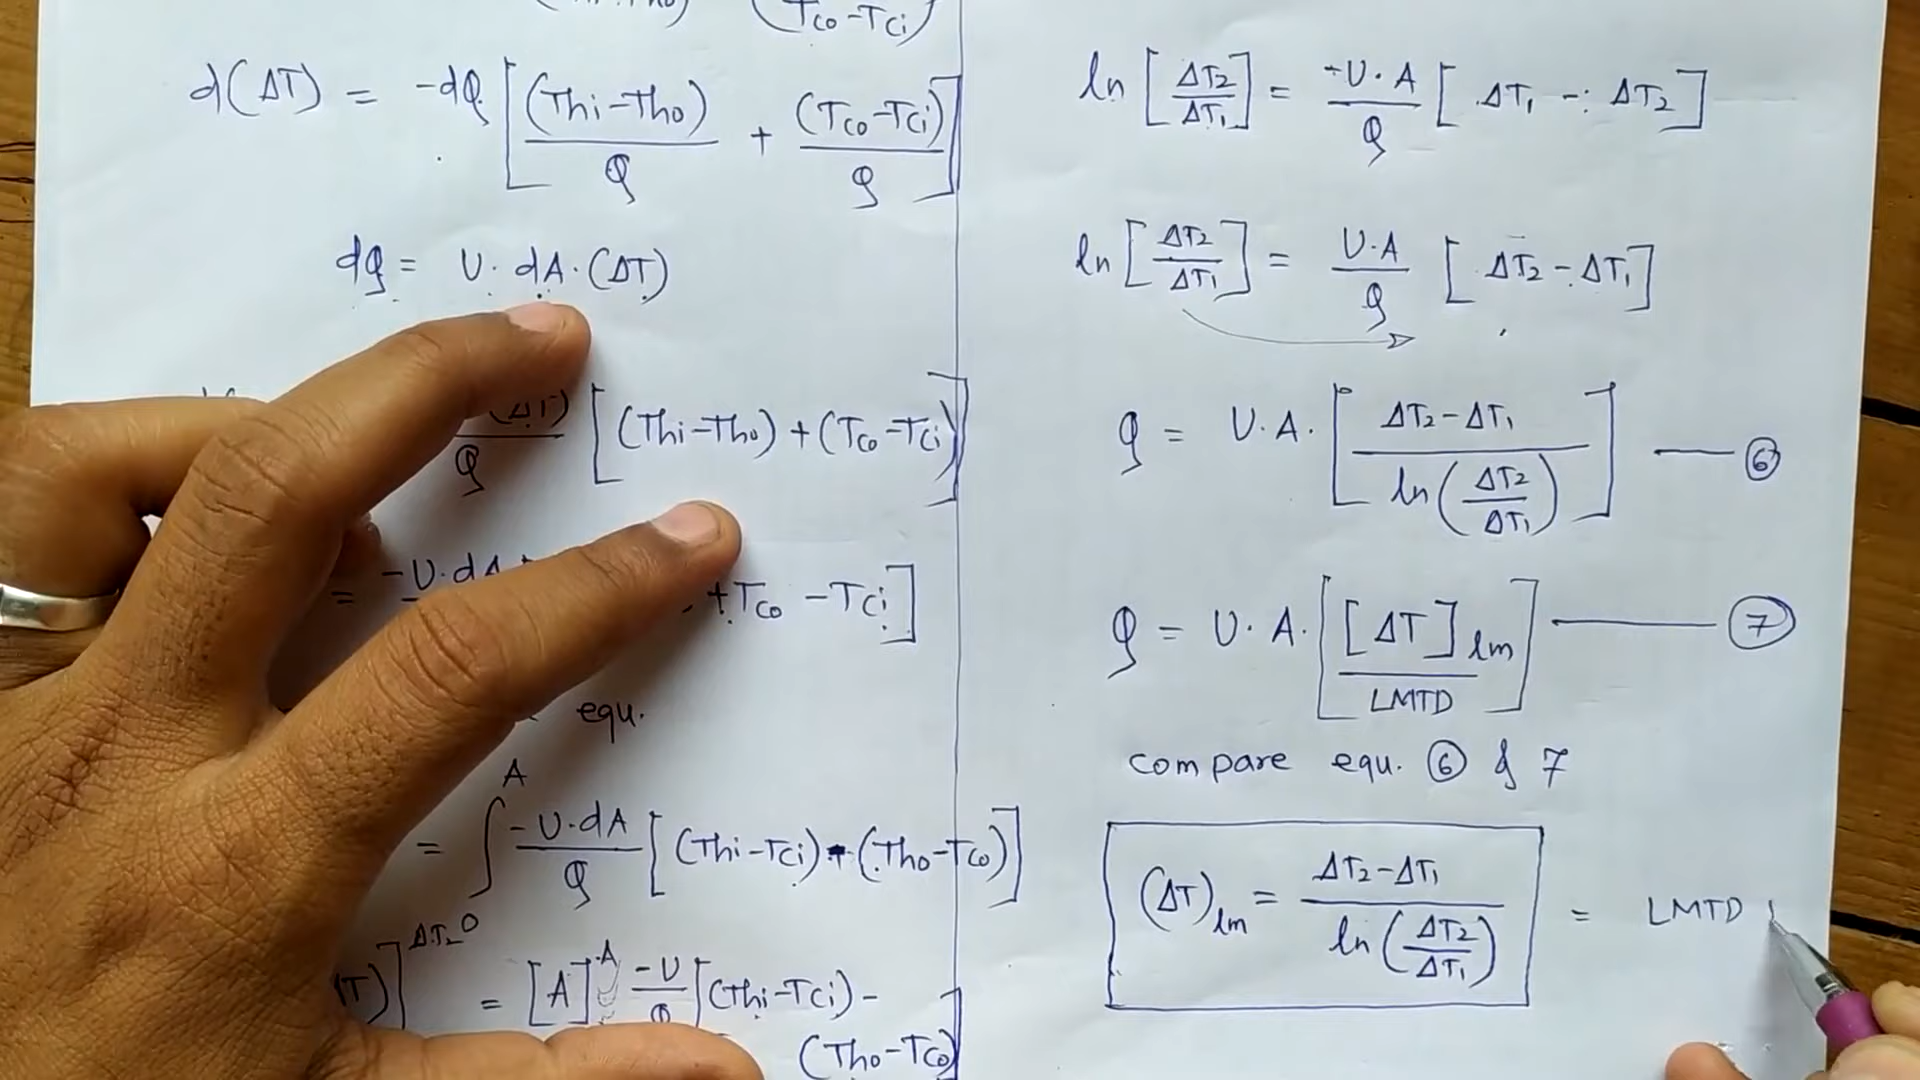 (Tco-Tci)
d(ΔT) = -dQ [ (Thi-Tho)/Q + (Tco-Tci)/Q ]
dQ = U· dA·(ΔT)
(ΔT)/Q [ (Thi-Tho) + (Tco-Tci) ]
= -U·dA +Tco -Tci ]
equ.
= ∫₀^A -U·dA/Q [ (Thi-Tci) - (Tho-Tco) ]
]^ΔT2 = [A]^A -U/Q [ (Thi-Tci) -
(Tho-Tco) ]
ln [ ΔT2/ΔT1 ] = -U·A/Q [ ΔT1 - ΔT2 ]
ln [ ΔT2/ΔT1 ] = U·A/Q [ ΔT2 - ΔT1 ]
Q = U·A· [ (ΔT2-ΔT1) / ln(ΔT2/ΔT1) ] — ⑥
Q = U·A· [ [ΔT]lm / LMTD ] — ⑦
compare equ. ⑥ & 7
(ΔT)lm = (ΔT2-ΔT1) / ln(ΔT2/ΔT1) = LMTD